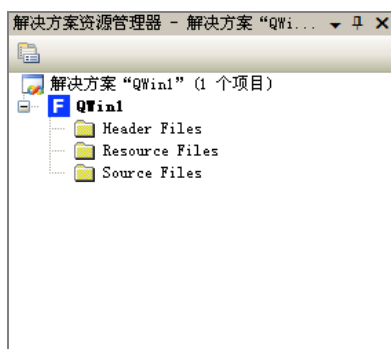 解决方案资源管理器 - 解决方案“QWi...
解决方案“QWin1”(1 个项目)
F QWin1
Header Files
Resource Files
Source Files